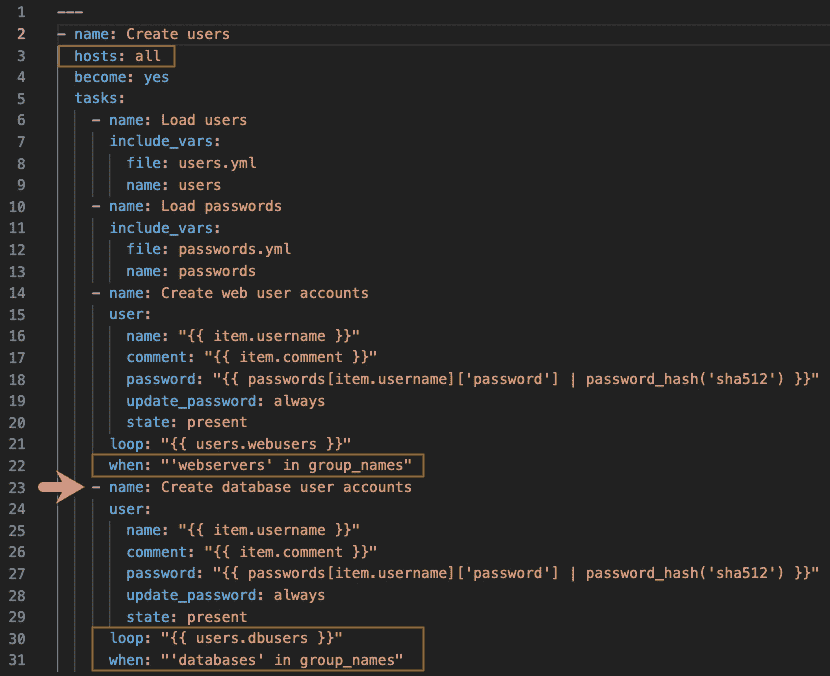 1 ---
2 - name: Create users
3   hosts: all
4   become: yes
5   tasks:
6     - name: Load users
7       include_vars:
8         file: users.yml
9         name: users
10     - name: Load passwords
11       include_vars:
12         file: passwords.yml
13         name: passwords
14     - name: Create web user accounts
15       user:
16         name: "{{ item.username }}"
17         comment: "{{ item.comment }}"
18         password: "{{ passwords[item.username]['password'] | password_hash('sha512') }}"
19         update_password: always
20         state: present
21       loop: "{{ users.webusers }}"
22       when: "'webservers' in group_names"
23     - name: Create database user accounts
24       user:
25         name: "{{ item.username }}"
26         comment: "{{ item.comment }}"
27         password: "{{ passwords[item.username]['password'] | password_hash('sha512') }}"
28         update_password: always
29         state: present
30       loop: "{{ users.dbusers }}"
31       when: "'databases' in group_names"